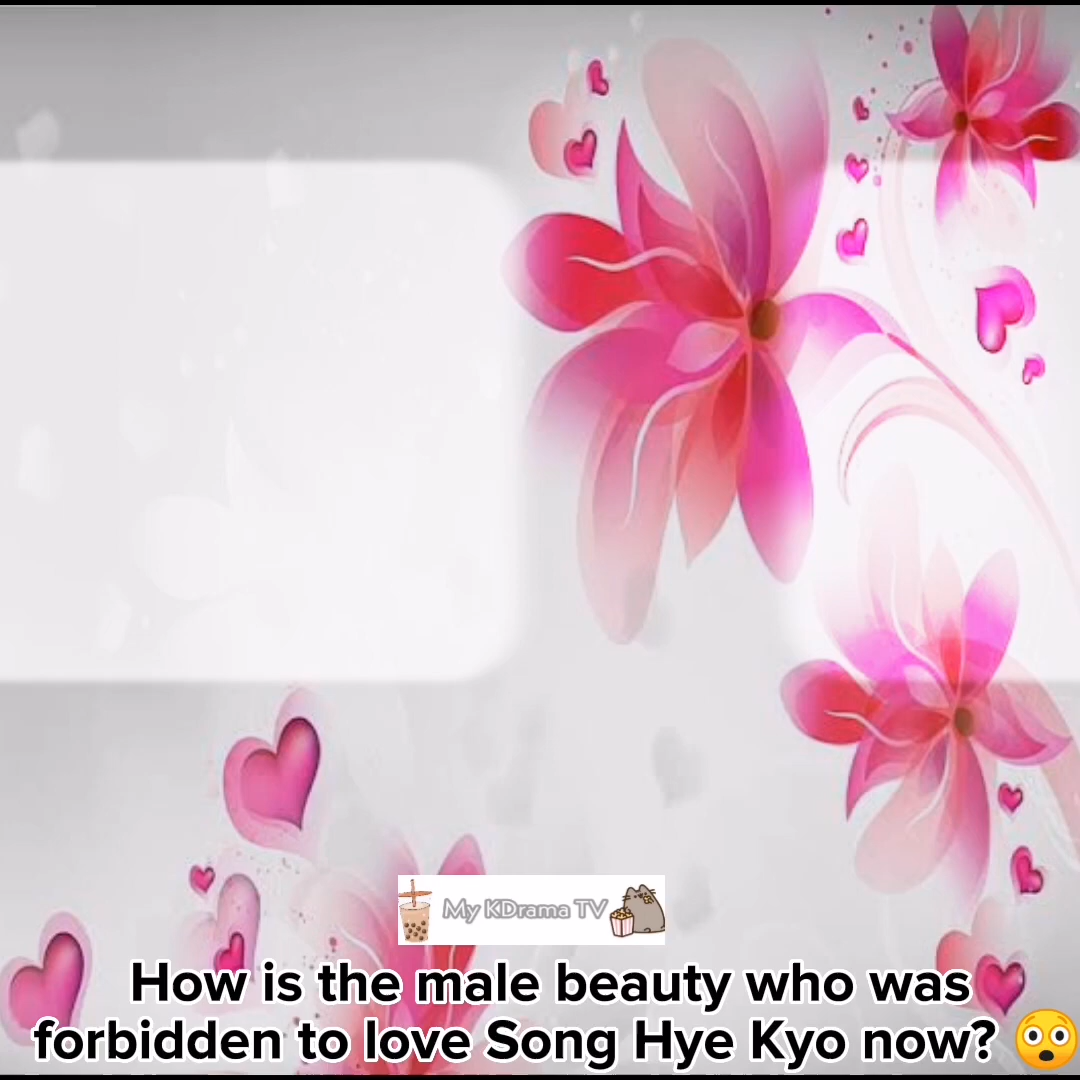 My KDrama TV
How is the male beauty who was
forbidden to love Song Hye Kyo now? 😲